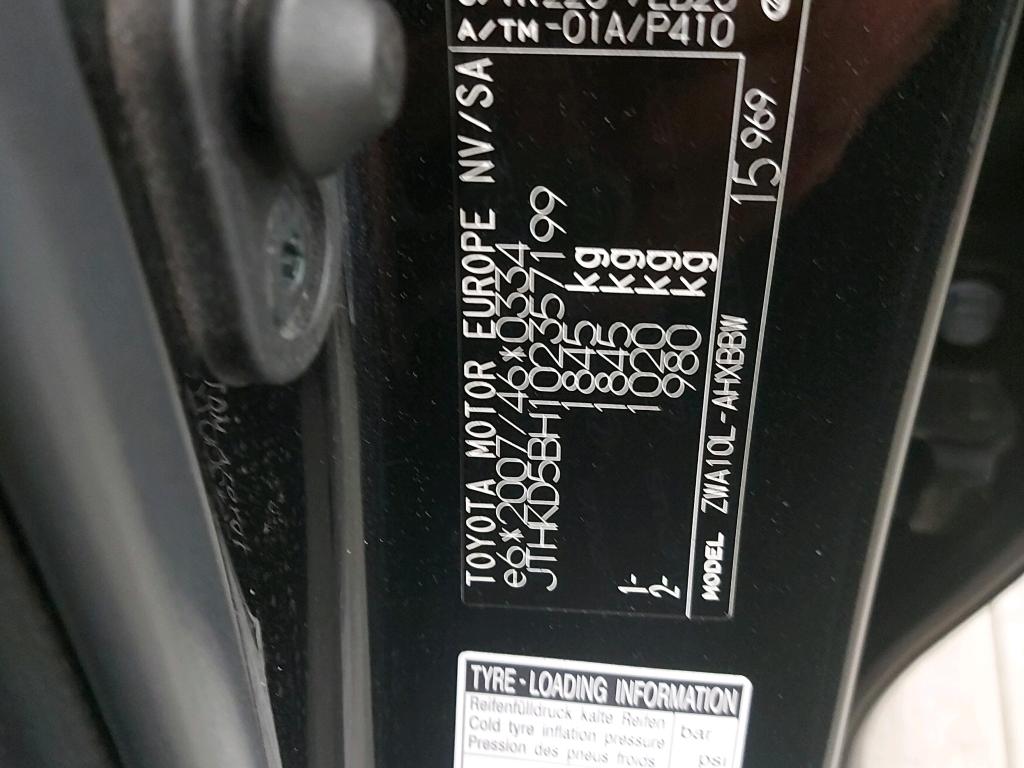 TOYOTA MOTOR EUROPE NV/SA
e6*2007/46*0334
JTHKD5BH102357199
1845 kg
1845 kg
1- 1020 kg
2- 980 kg
MODEL ZWA10L-AHXBBW
15 969
A/TM -01A/P410
TYRE-LOADING INFORMATION
Reifenfülldruck kalte Reifen
Cold tyre inflation pressure
Pression des pneus froids
bar
psi